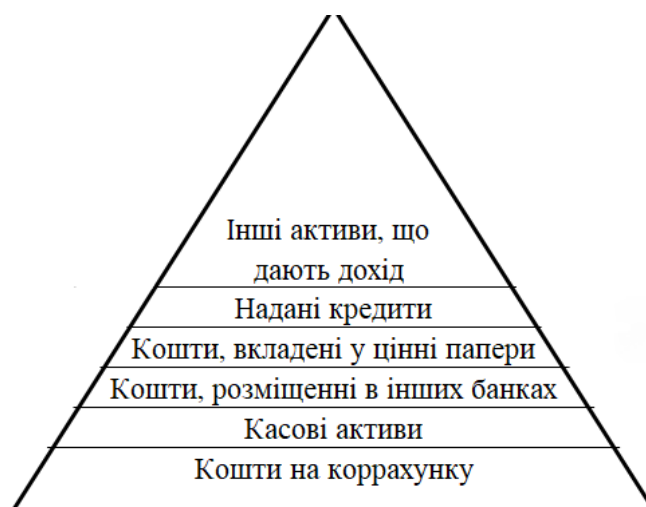 Інші активи, що
дають дохід
Надані кредити
Кошти, вкладені у цінні папери
Кошти, розміщенні в інших банках
Касові активи
Кошти на коррахунку